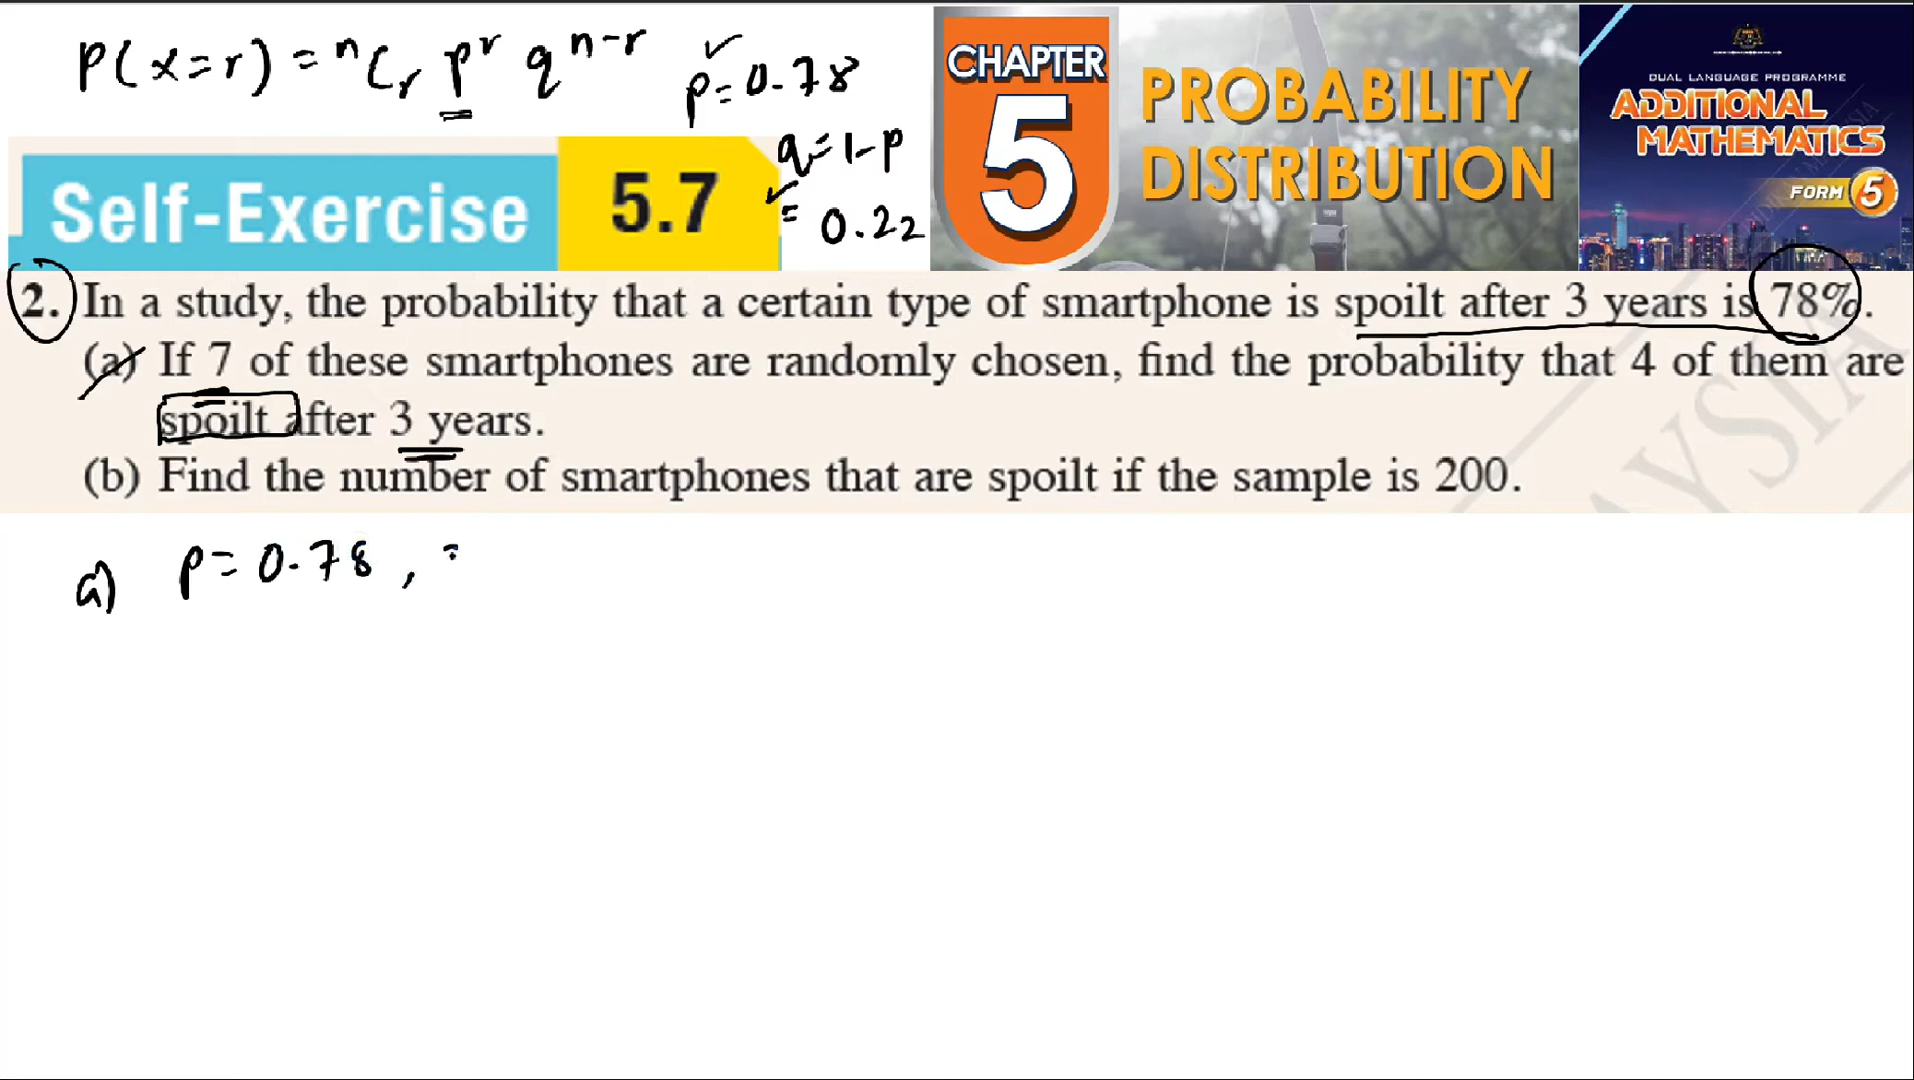 P(x=r) = ⁿCᵣ pʳ qⁿ⁻ʳ
p=0.78
q=1-p
= 0.22
Self-Exercise 5.7
CHAPTER
5
PROBABILITY
DISTRIBUTION
DUAL LANGUAGE PROGRAMME
ADDITIONAL
MATHEMATICS
FORM 5
2. In a study, the probability that a certain type of smartphone is spoilt after 3 years is 78%.
(a) If 7 of these smartphones are randomly chosen, find the probability that 4 of them are
spoilt after 3 years.
(b) Find the number of smartphones that are spoilt if the sample is 200.
a) p= 0.78 ,